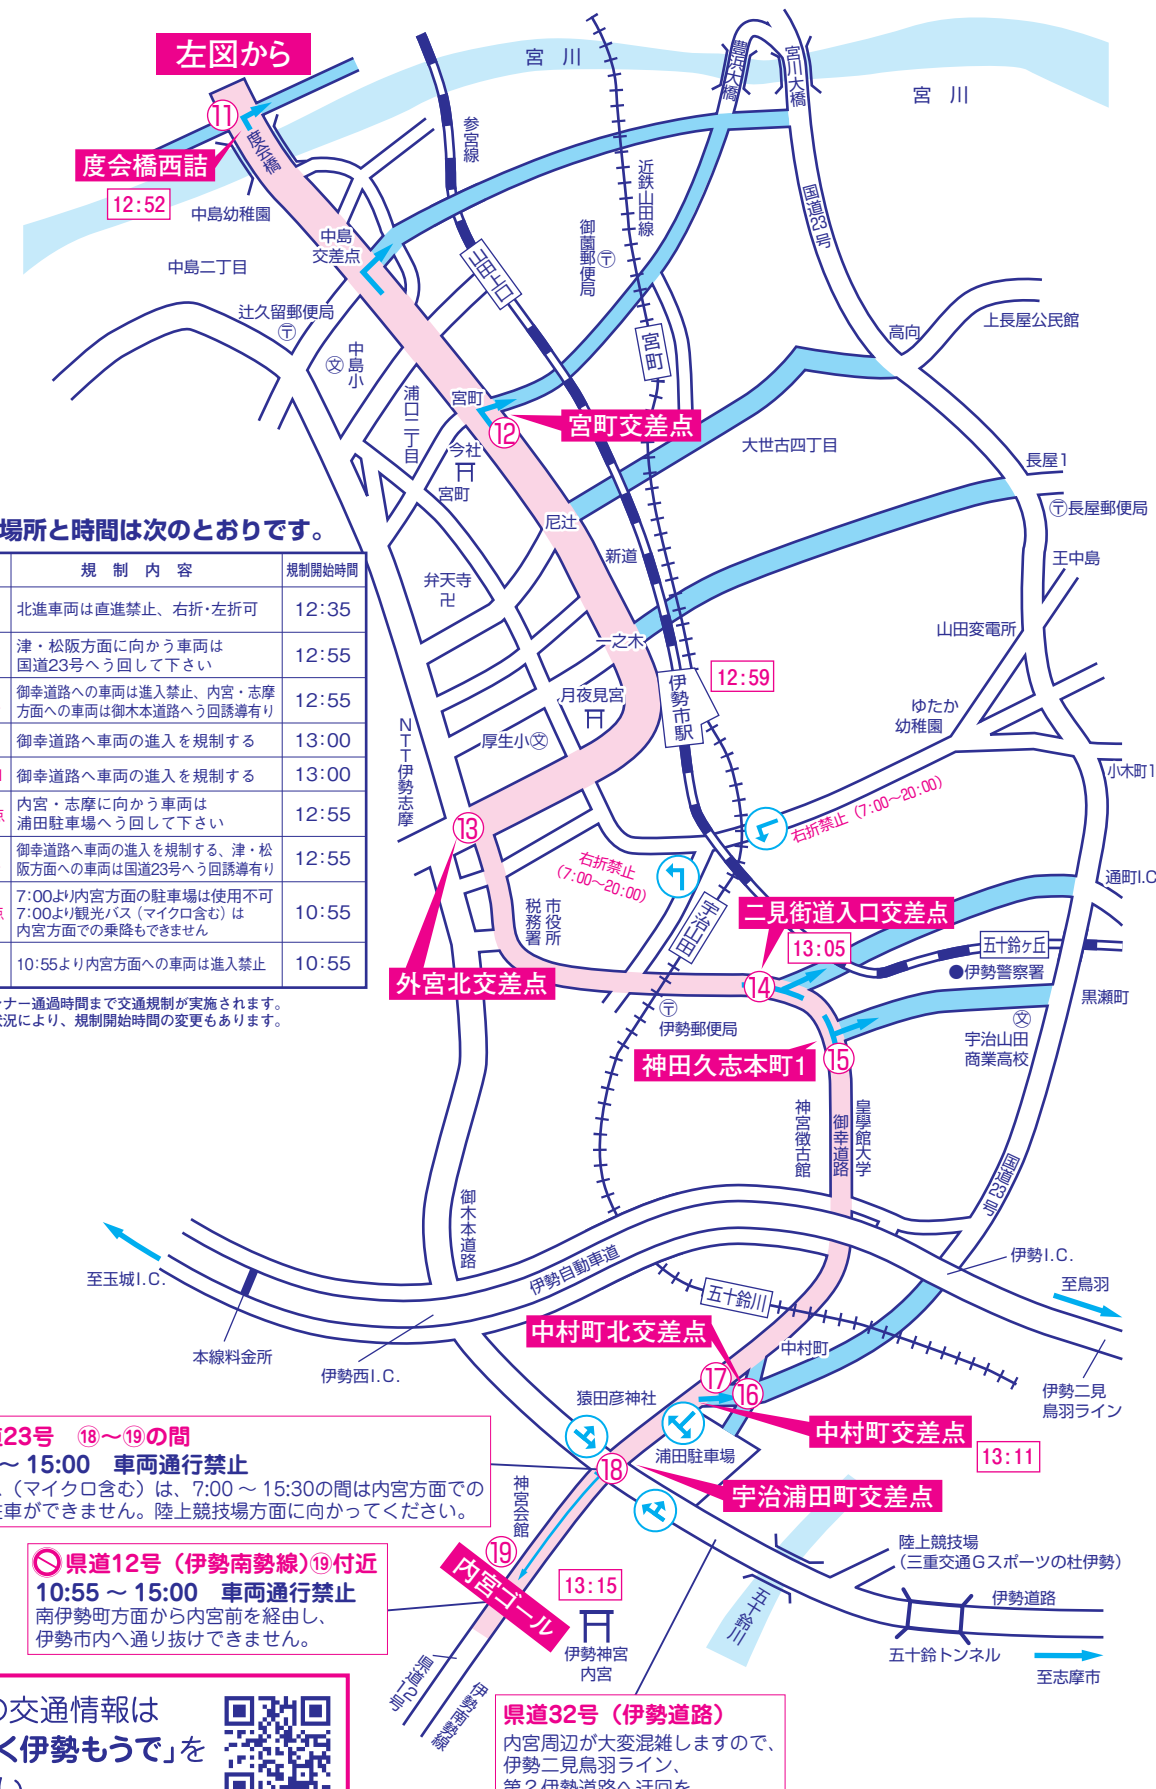 左図から
宮 川
宮 川
⑪
度会橋
度会橋西詰
12:52
中島幼稚園
中島
交差点
中島二丁目
辻久留郵便局
〒
文
中島小
浦口二丁目
参宮線
山田上口
近鉄山田線
御薗郵便局
〒
宮町
豊浜大橋
宮川大橋
国道23号
高向
上長屋公民館
宮町
⑫
宮町交差点
今社
宮町
大世古四丁目
長屋1
〒長屋郵便局
王中島
尼辻
新道
弁天寺
卍
一之木
山田変電所
12:59
伊勢市駅
月夜見宮
厚生小文
ゆたか
幼稚園
小木町1
NTT伊勢志摩
⑬
右折禁止(7:00〜20:00)
右折禁止
(7:00〜20:00)
通町I.C
宇治山田
二見街道入口交差点
13:05
五十鈴ヶ丘
●伊勢警察署
市役所
税務署
外宮北交差点
⑭
〒
伊勢郵便局
黒瀬町
文
宇治山田
商業高校
神田久志本町1
⑮
神宮徴古館
御幸道路
皇學館大学
国道23号
場所と時間は次のとおりです。
規 制 内 容
規制開始時間
北進車両は直進禁止、右折・左折可
12:35
津・松阪方面に向かう車両は
国道23号へう回して下さい
12:55
御幸道路への車両は進入禁止、内宮・志摩
方面への車両は御木本道路へう回誘導有り
12:55
御幸道路へ車両の進入を規制する
13:00
御幸道路へ車両の進入を規制する
13:00
点
内宮・志摩に向かう車両は
浦田駐車場へう回して下さい
12:55
御幸道路へ車両の進入を規制する、津・松
阪方面への車両は国道23号へう回誘導有り
12:55
点
7:00より内宮方面の駐車場は使用不可
7:00より観光バス(マイクロ含む)は
内宮方面での乗降もできません
10:55
10:55より内宮方面への車両は進入禁止
10:55
ナー通過時間まで交通規制が実施されます。
状況により、規制開始時間の変更もあります。
御木本道路
伊勢自動車道
至玉城I.C.
本線料金所
伊勢西I.C.
伊勢I.C.
至鳥羽
五十鈴川
中村町北交差点
中村町
⑰
⑯
猿田彦神社
中村町交差点
13:11
伊勢二見
鳥羽ライン
浦田駐車場
⑱
宇治浦田町交差点
道23号 ⑱〜⑲の間
〜 15:00 車両通行禁止
(マイクロ含む)は、7:00 〜 15:30の間は内宮方面での
車ができません。陸上競技場方面に向かってください。
神宮会館
⑲
内宮ゴール
13:15
伊勢神宮
内宮
県道12号(伊勢南勢線)⑲付近
10:55 〜 15:00 車両通行禁止
南伊勢町方面から内宮前を経由し、
伊勢市内へ通り抜けできません。
県道12号
伊勢南勢線
五十鈴川
陸上競技場
(三重交通Gスポーツの杜伊勢)
伊勢道路
五十鈴トンネル
至志摩市
県道32号(伊勢道路)
内宮周辺が大変混雑しますので、
伊勢二見鳥羽ライン、
第2伊勢道路へ迂回を
の交通情報は
く伊勢もうで」を
い